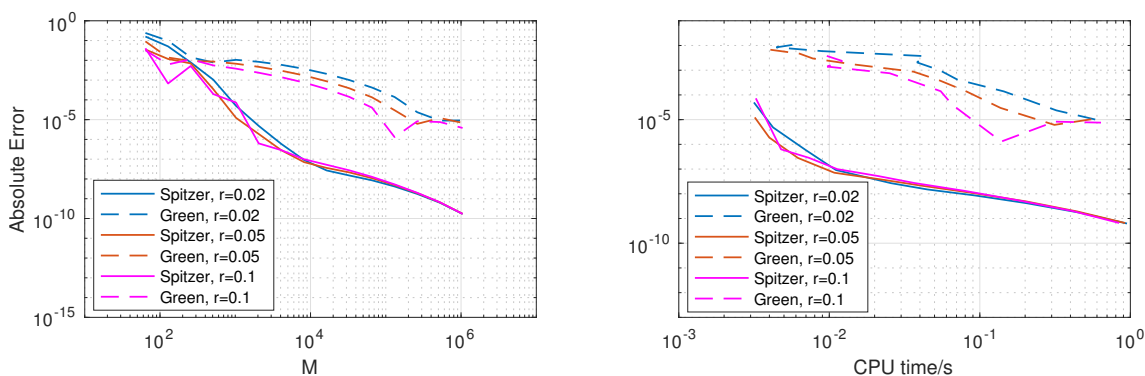 10^0
10^-5
10^-10
10^-15
Absolute Error
10^2
10^4
10^6
M
Spitzer, r=0.02
Green, r=0.02
Spitzer, r=0.05
Green, r=0.05
Spitzer, r=0.1
Green, r=0.1
10^-5
10^-10
10^-3
10^-2
10^-1
10^0
CPU time/s
Spitzer, r=0.02
Green, r=0.02
Spitzer, r=0.05
Green, r=0.05
Spitzer, r=0.1
Green, r=0.1